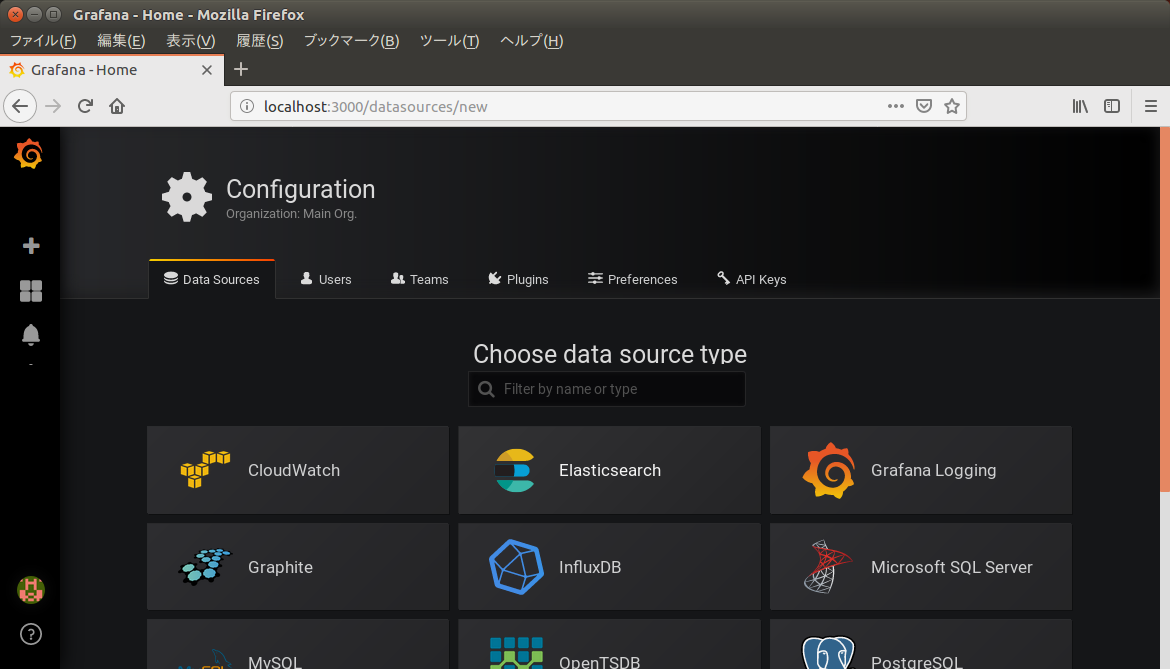 Grafana - Home - Mozilla Firefox
ファイル(F) 編集(E) 表示(V) 履歴(S) ブックマーク(B) ツール(T) ヘルプ(H)
Grafana - Home
localhost:3000/datasources/new
Configuration
Organization: Main Org.
Data Sources Users Teams Plugins Preferences API Keys
Choose data source type
Filter by name or type
CloudWatch Elasticsearch Grafana Logging
Graphite InfluxDB Microsoft SQL Server
MySQL OpenTSDB PostgreSQL